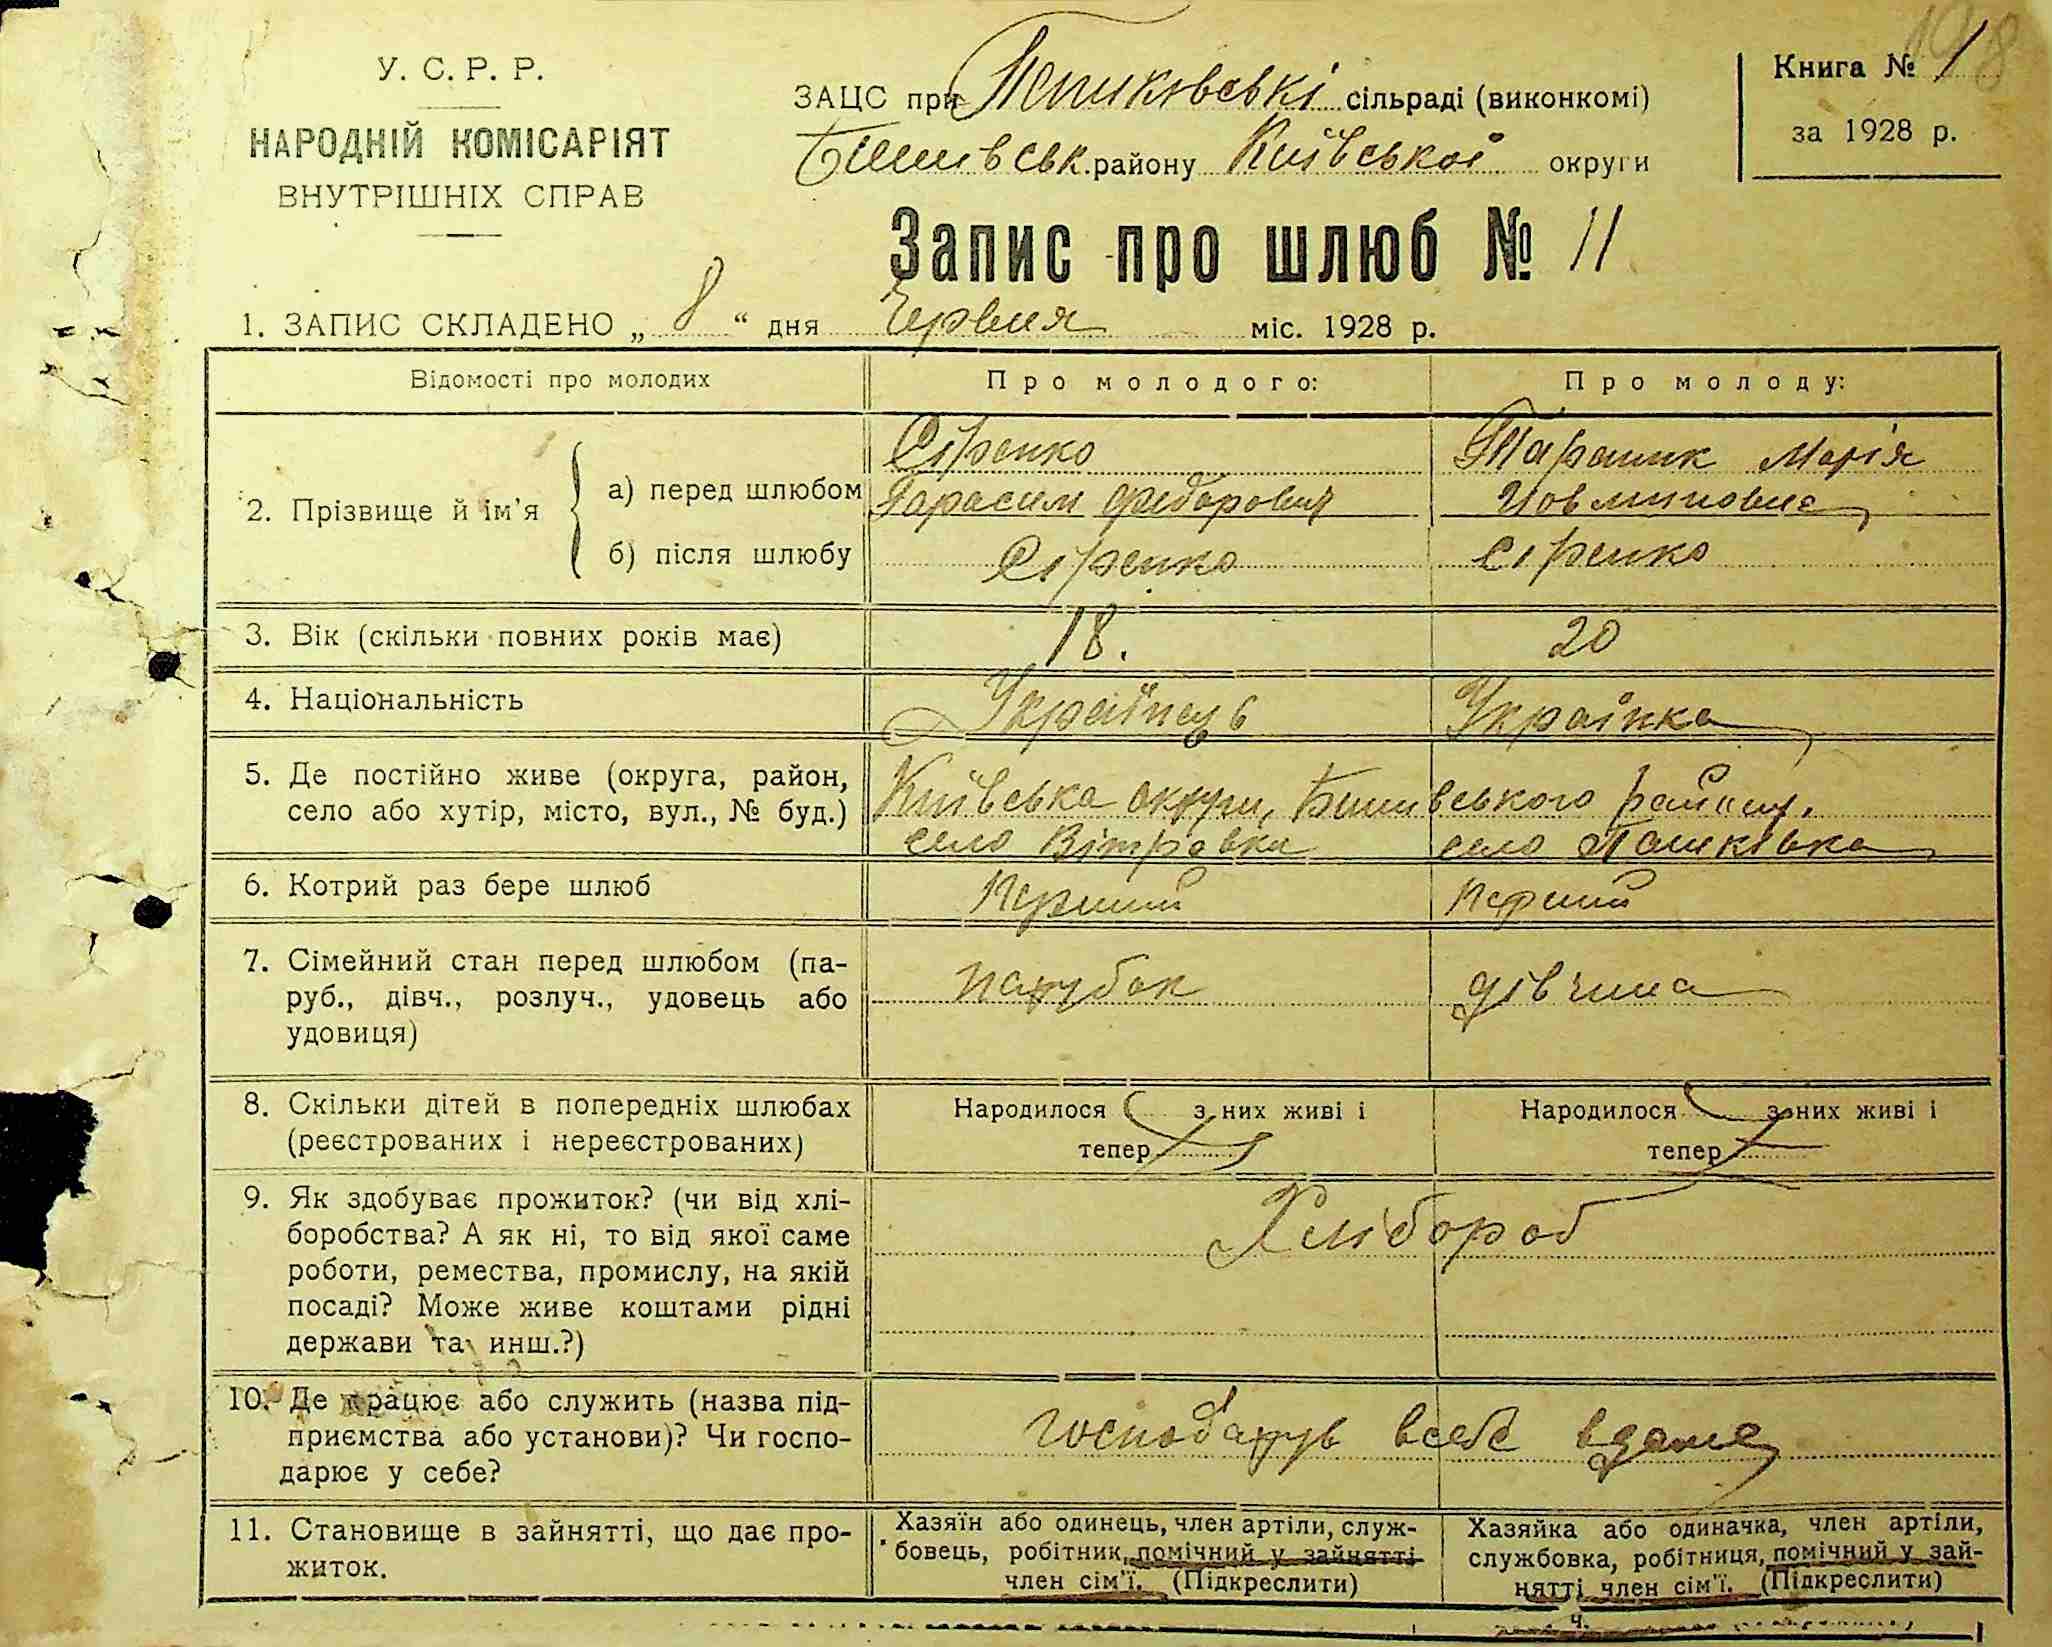 У. С. Р. Р.
НАРОДНІЙ КОМІСАРІЯТ
ВНУТРІШНІХ СПРАВ
ЗАЦС при Пашківські сільраді (виконкомі)
Бишівськ. району Київської округи
Книга № 1
за 1928 р.
Запис про шлюб № 11
1. ЗАПИС СКЛАДЕНО „ 8 “ дня Червня міс. 1928 р.
Відомості про молодих
Про молодого:
Про молоду:
2. Прізвище й ім’я
а) перед шлюбом
Сіренко
Гарасим Федорович
Марія
б) після шлюбу
Сіренко
Сіренко
3. Вік (скільки повних років має)
18.
20
4. Національність
Українець
Українка
5. Де постійно живе (округа, район,
село або хутір, місто, вул., № буд.)
Київська округи, Бишівського району,
село Вітрівка
село Пашківка
6. Котрий раз бере шлюб
Перший
Перший
7. Сімейний стан перед шлюбом (па-
руб., дівч., розлуч., удовець або
удовиця)
парубок
дівчина
8. Скільки дітей в попередніх шлюбах
(реєстрованих і нереєстрованих)
Народилося з них живі і
тепер
Народилося з них живі і
тепер
9. Як здобуває прожиток? (чи від хлі-
боробства? А як ні, то від якої саме
роботи, ремества, промислу, на якій
посаді? Може живе коштами рідні
держави та инш.?)
Хлібороб
10. Де працює або служить (назва під-
приємства або установи)? Чи госпо-
дарює у себе?
всебе вдома
11. Становище в зайнятті, що дає про-
житок.
Хазяїн або одинець, член артіли, служ-
бовець, робітник, помічний у зайнятті
член сім’ї. (Підкреслити)
Хазяйка або одиначка, член артіли,
службовка, робітниця, помічний у зай-
нятті член сім’ї. (Підкреслити)